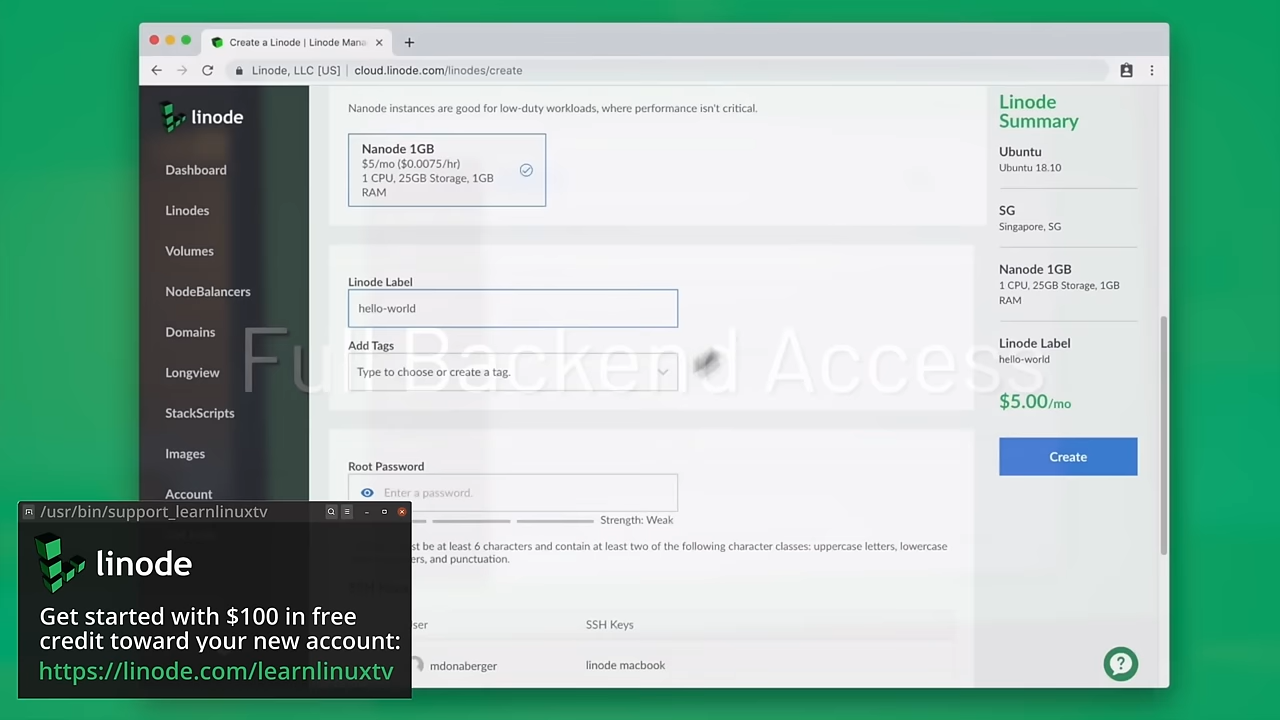 Create a Linode | Linode Mana
Linode, LLC [US]
cloud.linode.com/linodes/create
linode
Dashboard
Linodes
Volumes
NodeBalancers
Domains
Longview
StackScripts
Images
Account
Nanode instances are good for low-duty workloads, where performance isn't critical.
Nanode 1GB
$5/mo ($0.0075/hr)
1 CPU, 25GB Storage, 1GB
RAM
Linode Label
hello-world
Add Tags
Type to choose or create a tag.
Full Backend Access
Root Password
Enter a password.
Strength: Weak
st be at least 6 characters and contain at least two of the following character classes: uppercase letters, lowercase
ers, and punctuation.
ser
SSH Keys
mdonaberger
linode macbook
Linode
Summary
Ubuntu
Ubuntu 18.10
SG
Singapore, SG
Nanode 1GB
1 CPU, 25GB Storage, 1GB
RAM
Linode Label
hello-world
$5.00/mo
Create
/usr/bin/support_learnlinuxtv
linode
Get started with $100 in free
credit toward your new account:
https://linode.com/learnlinuxtv